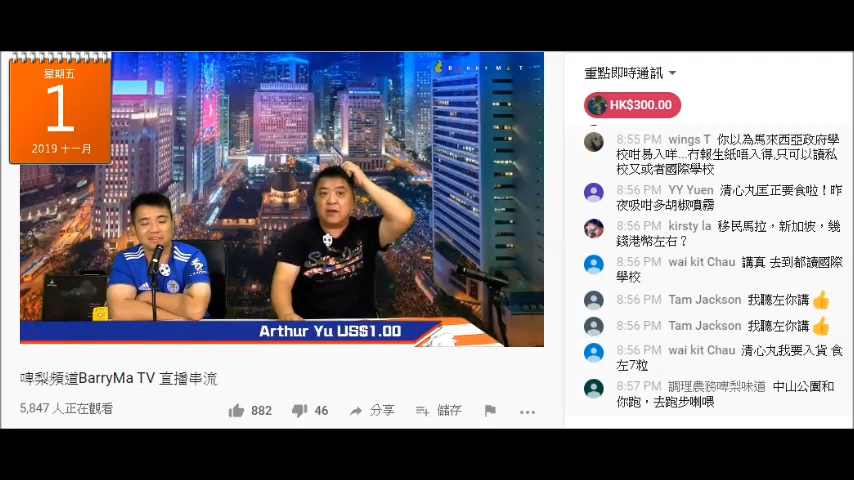 星期五
1
2019 十一月
BARRYMA TV
Arthur Yu US$1.00
啤梨頻道BarryMa TV 直播串流
5,847 人正在觀看
882
46
分享
儲存
重點即時通訊
HK$300.00
8:55 PM wings T 你以為馬來西亞政府學
校咁易入咩...冇報生紙唔入得,只可以讀私
校又或者國際學校
8:56 PM YY Yuen 清心丸匡正要食啦！昨
夜吸咁多胡椒噴霧
8:56 PM kirsty la 移民馬拉，新加坡，幾
錢港幣左右？
8:56 PM wai kit Chau 講真 去到都讀國際
學校
8:56 PM Tam Jackson 我聽左你講👍
8:56 PM Tam Jackson 我聽左你講👍
8:56 PM wai kit Chau 清心丸我要入貨 食
左7粒
8:57 PM 調理農務啤梨味道 中山公園和
你跑，去跑步喇喂